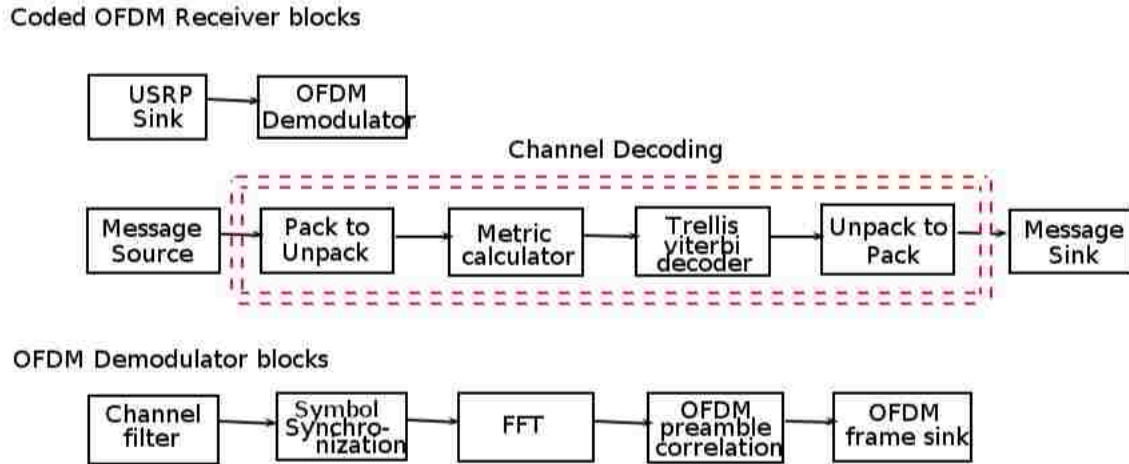 Coded OFDM Receiver blocks
USRP
Sink
OFDM
Demodulator
Channel Decoding
Message
Source
Pack to
Unpack
Metric
calculator
Trellis
yiterbi
decoder
Unpack to
Pack
Message
Sink
OFDM Demodulator blocks
Channel
filter
Symbol
Synchro-
nization
FFT
OFDM
preamble
correlation
OFDM
frame sink